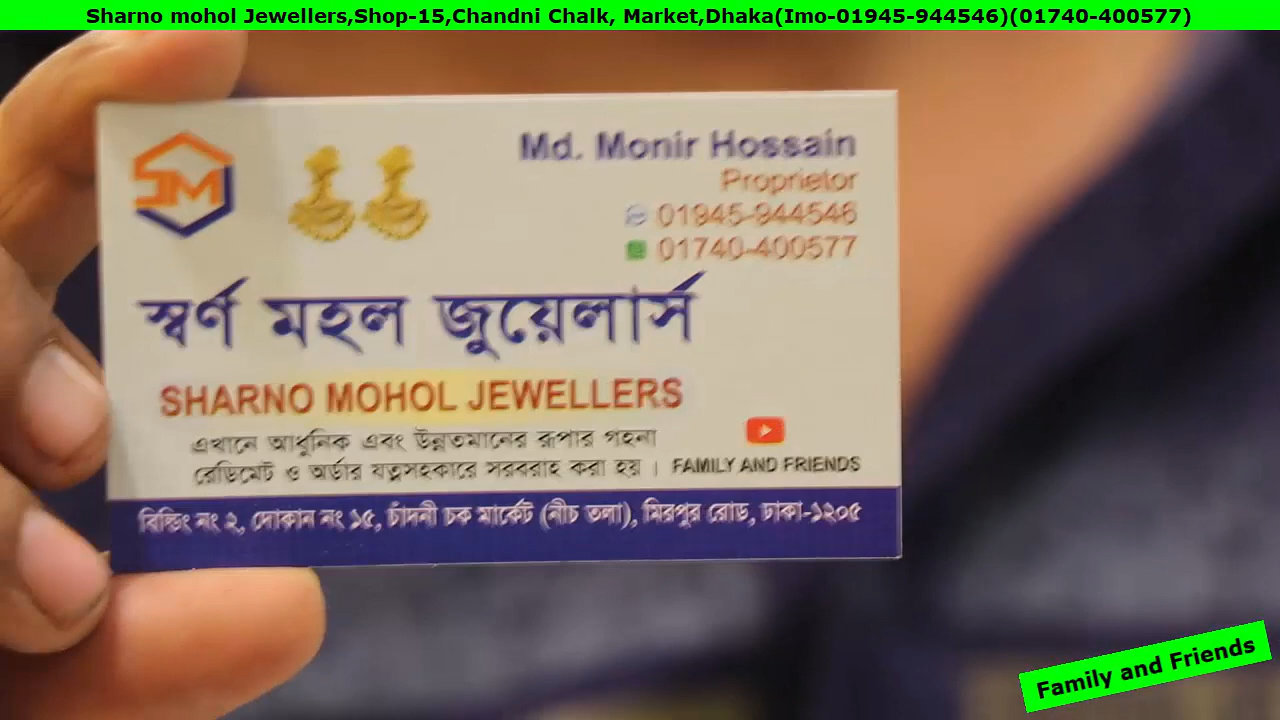 Sharno mohol Jewellers,Shop-15,Chandni Chalk, Market,Dhaka(Imo-01945-944546)(01740-400577)
JM
Md. Monir Hossain
Proprietor
01945-944546
01740-400577
স্বর্ণ মহল জুয়েলার্স
SHARNO MOHOL JEWELLERS
এখানে আধুনিক এবং উন্নতমানের রূপার গহনা
রেডিমেট ও অর্ডার যত্নসহকারে সরবরাহ করা হয় ।
FAMILY AND FRIENDS
বিল্ডিং নং ২, দোকান নং ১৫, চাঁদনী চক মার্কেট (নীচ তলা), মিরপুর রোড, ঢাকা-১২০৫
Family and Friends